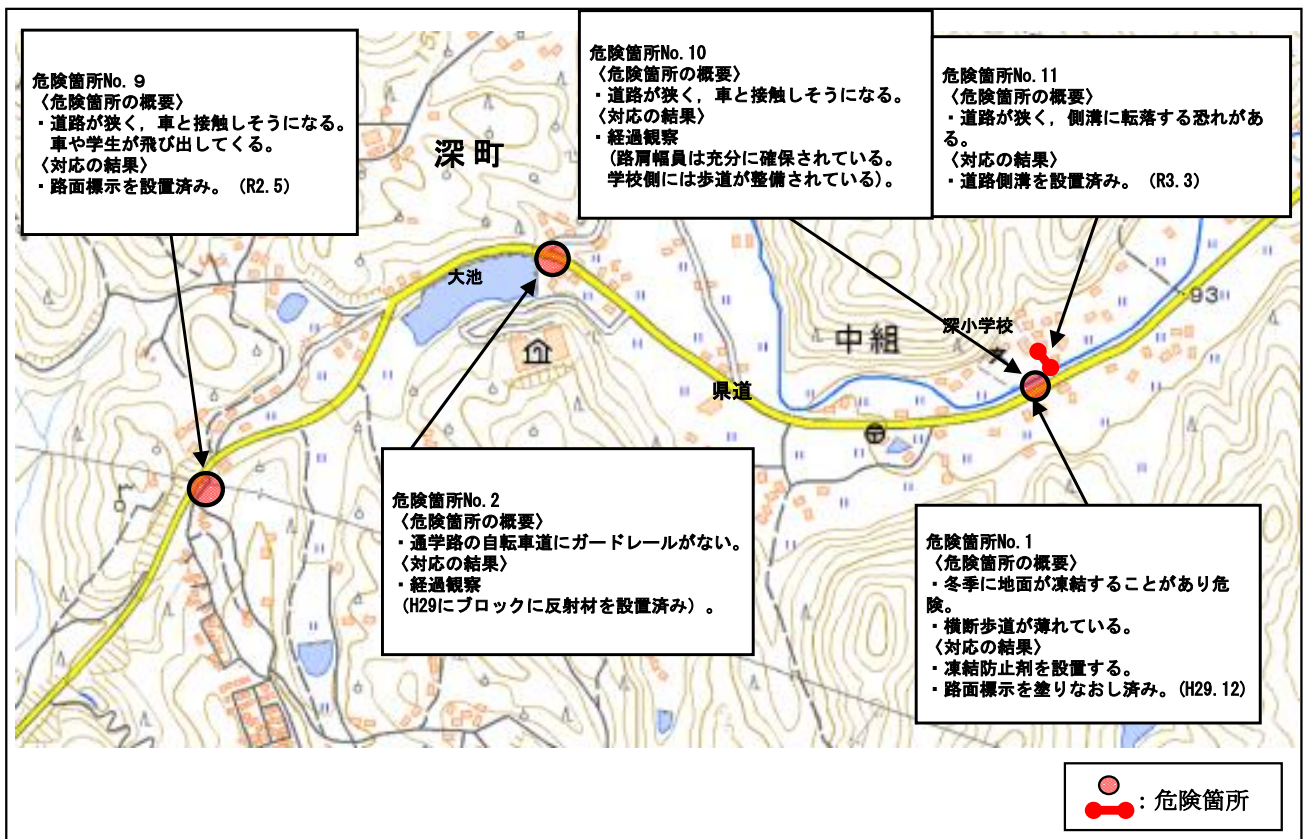 危険箇所No. 9
〈危険箇所の概要〉
・道路が狭く，車と接触しそうになる。
車や学生が飛び出してくる。
〈対応の結果〉
・路面標示を設置済み。(R2.5)
危険箇所No. 10
〈危険箇所の概要〉
・道路が狭く，車と接触しそうになる。
〈対応の結果〉
・経過観察
（路肩幅員は充分に確保されている。
学校側には歩道が整備されている）。
危険箇所No. 11
〈危険箇所の概要〉
・道路が狭く，側溝に転落する恐れがあ
る。
〈対応の結果〉
・道路側溝を設置済み。(R3.3)
深町
大池
県道
中組
深小学校
文
93
危険箇所No. 2
〈危険箇所の概要〉
・通学路の自転車道にガードレールがない。
〈対応の結果〉
・経過観察
(H29にブロックに反射材を設置済み）。
危険箇所No. 1
〈危険箇所の概要〉
・冬季に地面が凍結することがあり危
険。
・横断歩道が薄れている。
〈対応の結果〉
・凍結防止剤を設置する。
・路面標示を塗りなおし済み。(H29.12)
：危険箇所